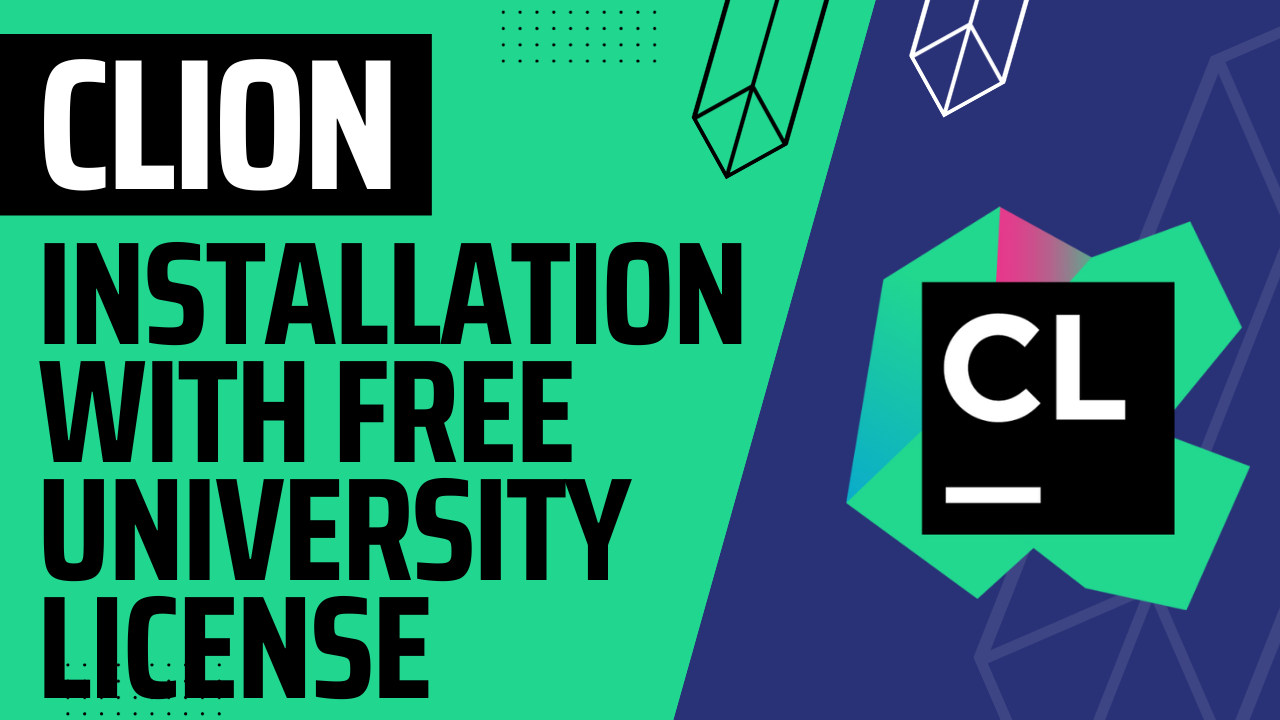 CLION
INSTALLATION
WITH FREE
UNIVERSITY
LICENSE
CL